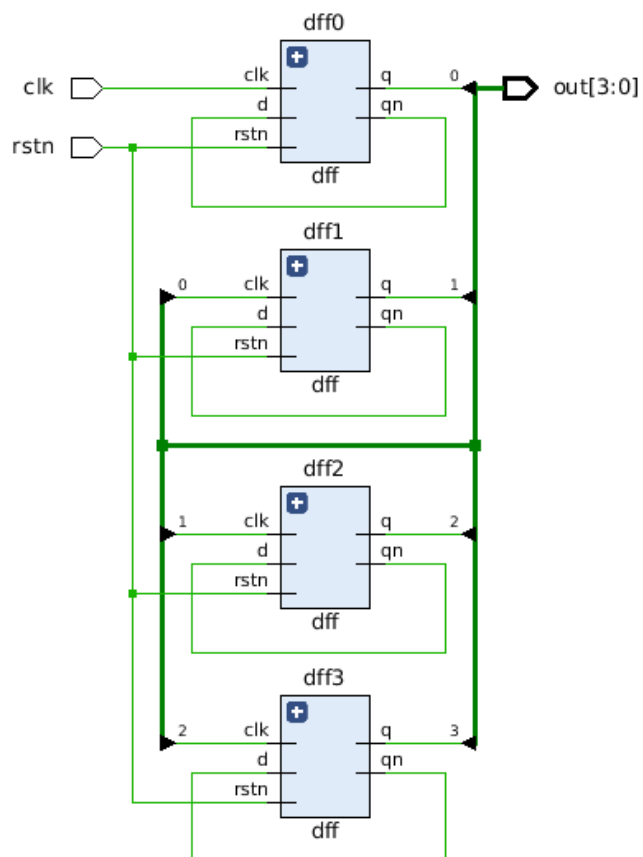 dff0
clk
clk
q
0
out[3:0]
d
qn
rstn
rstn
dff
dff1
0
clk
q
1
d
qn
rstn
dff
dff2
1
clk
q
2
d
qn
rstn
dff
dff3
2
clk
q
3
d
qn
rstn
dff